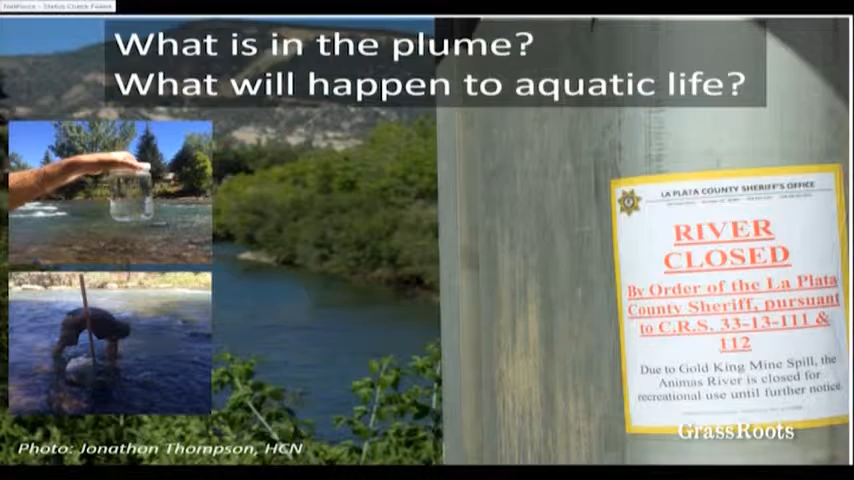 What is in the plume?
What will happen to aquatic life?
LA PLATA COUNTY SHERIFF'S OFFICE
RIVER
CLOSED
By Order of the La Plata
County Sheriff, pursuant
to C.R.S. 33-13-111 &
112
Due to Gold King Mine Spill, the
Animas River is closed for
recreational use until further notice.
GrassRoots
Photo: Jonathon Thompson, HCN